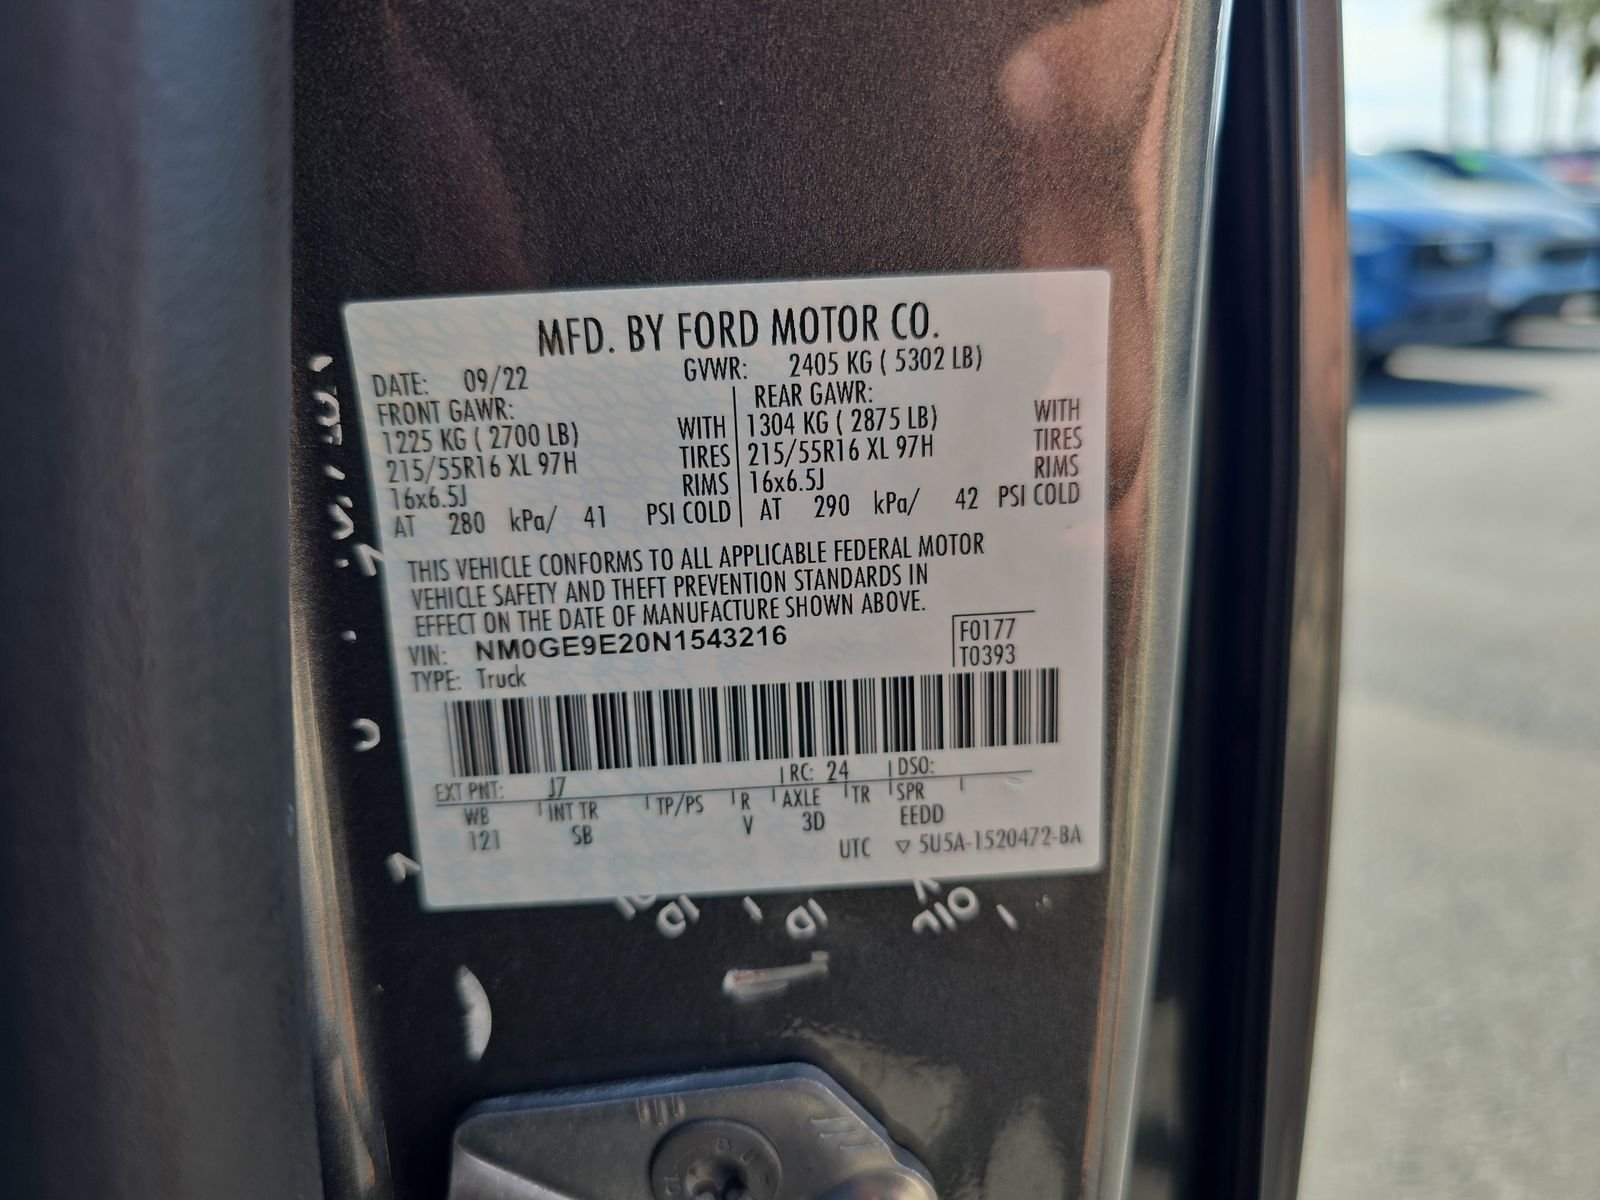 MFD. BY FORD MOTOR CO.
DATE: 09/22 GVWR: 2405 KG ( 5302 LB)
FRONT GAWR: REAR GAWR:
1225 KG ( 2700 LB) WITH 1304 KG ( 2875 LB) WITH
215/55R16 XL 97H TIRES 215/55R16 XL 97H TIRES
16x6.5J RIMS 16x6.5J RIMS
AT 280 kPa/ 41 PSI COLD AT 290 kPa/ 42 PSI COLD
THIS VEHICLE CONFORMS TO ALL APPLICABLE FEDERAL MOTOR
VEHICLE SAFETY AND THEFT PREVENTION STANDARDS IN
EFFECT ON THE DATE OF MANUFACTURE SHOWN ABOVE.
VIN: NM0GE9E20N1543216 F0177
TYPE: Truck T0393
EXT PNT: J7 RC: 24 DSO:
WB INT TR TP/PS R AXLE TR SPR
121 SB V 3D EEDD
UTC ▽ 5U5A-1520472-BA